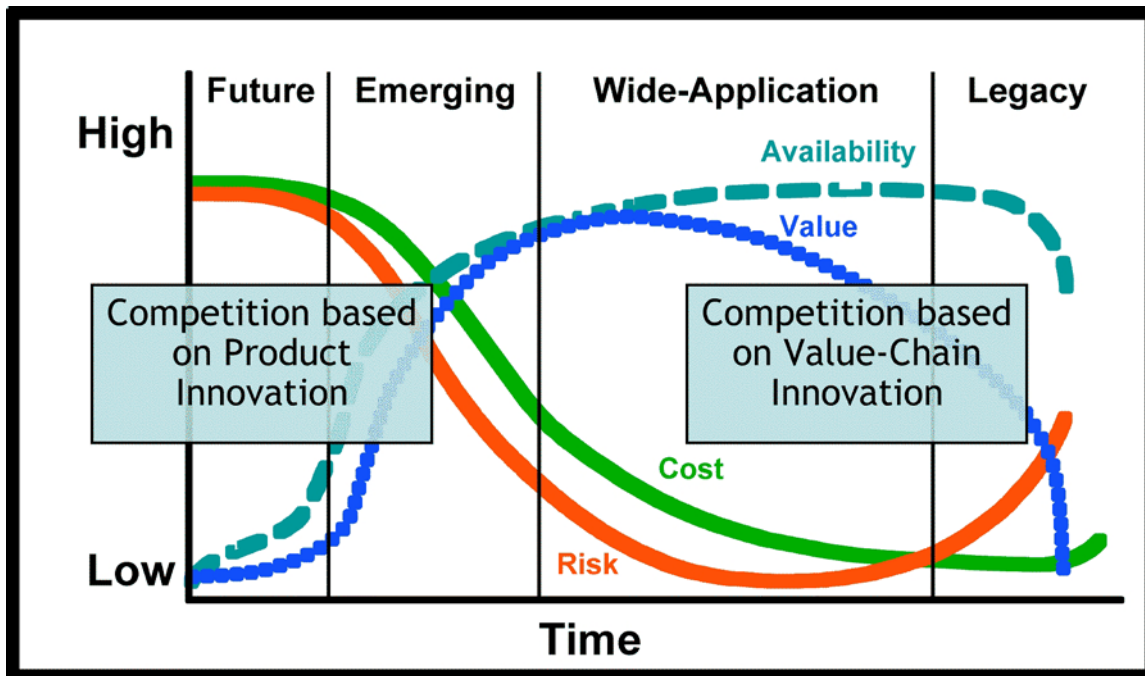 Future
Emerging
Wide-Application
Legacy
High
Availability
Value
Competition based
on Product
Innovation
Competition based
on Value-Chain
Innovation
Cost
Risk
Low
Time